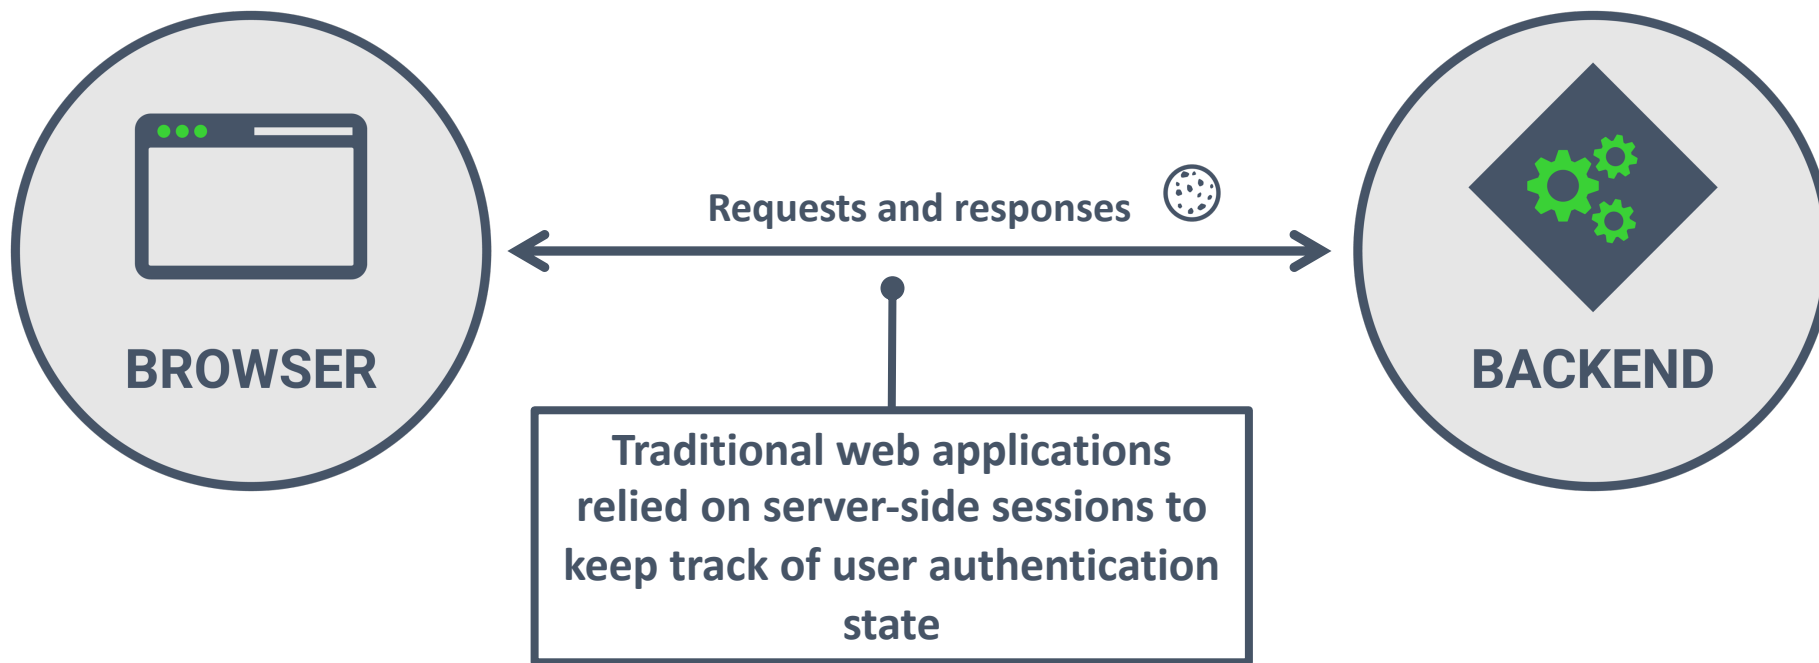 Requests and responses
BROWSER
BACKEND
Traditional web applications
relied on server-side sessions to
keep track of user authentication
state